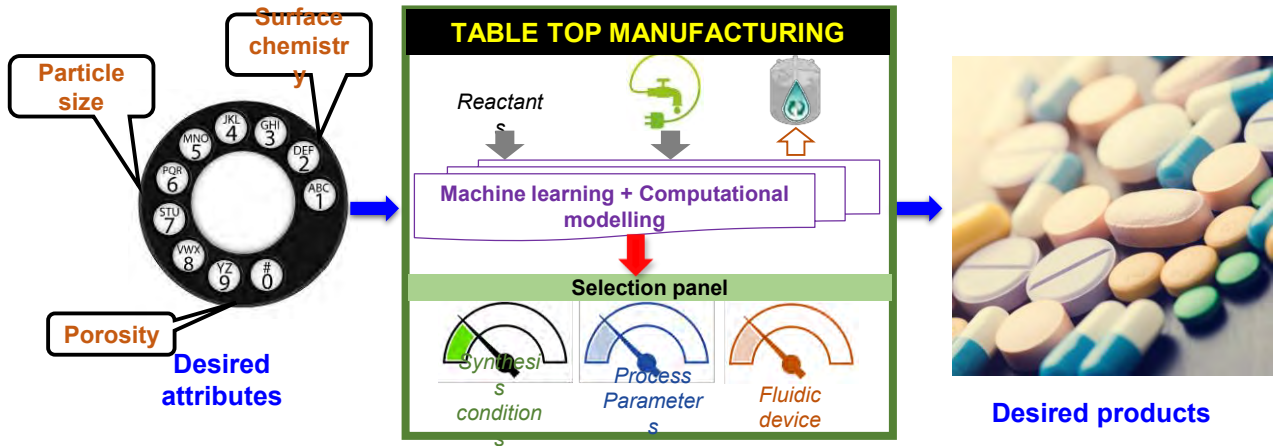 Surface
chemistr
y
Particle
size
JKL
4
GHI
3
MNO
5
DEF
2
PQR
6
ABC
1
STU
7
VWX
8
YZ
9
#
0
Porosity
Desired
attributes
TABLE TOP MANUFACTURING
Reactant
s
Machine learning + Computational
modelling
Selection panel
Synthesi
s
condition
s
Process
Parameter
s
Fluidic
device
Desired products